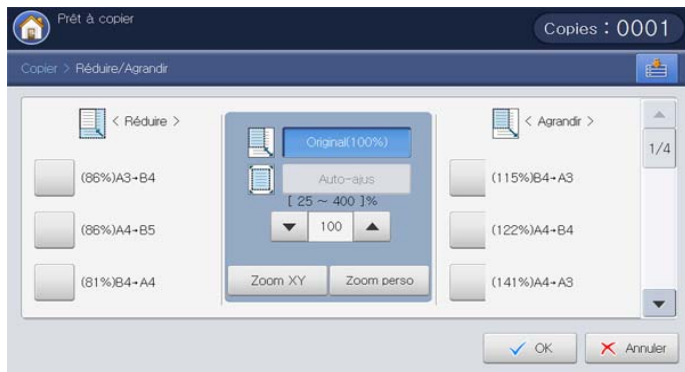 Prêt à copier
Copies : 0001
Copier > Réduire/Agrandir
< Réduire >
(86%)A3→B4
(86%)A4→B5
(81%)B4→A4
Original(100%)
Auto-ajus
[ 25 ~ 400 ]%
100
Zoom XY
Zoom perso
< Agrandir >
(115%)B4→A3
(122%)A4→B4
(141%)A4→A3
1/4
OK
Annuler